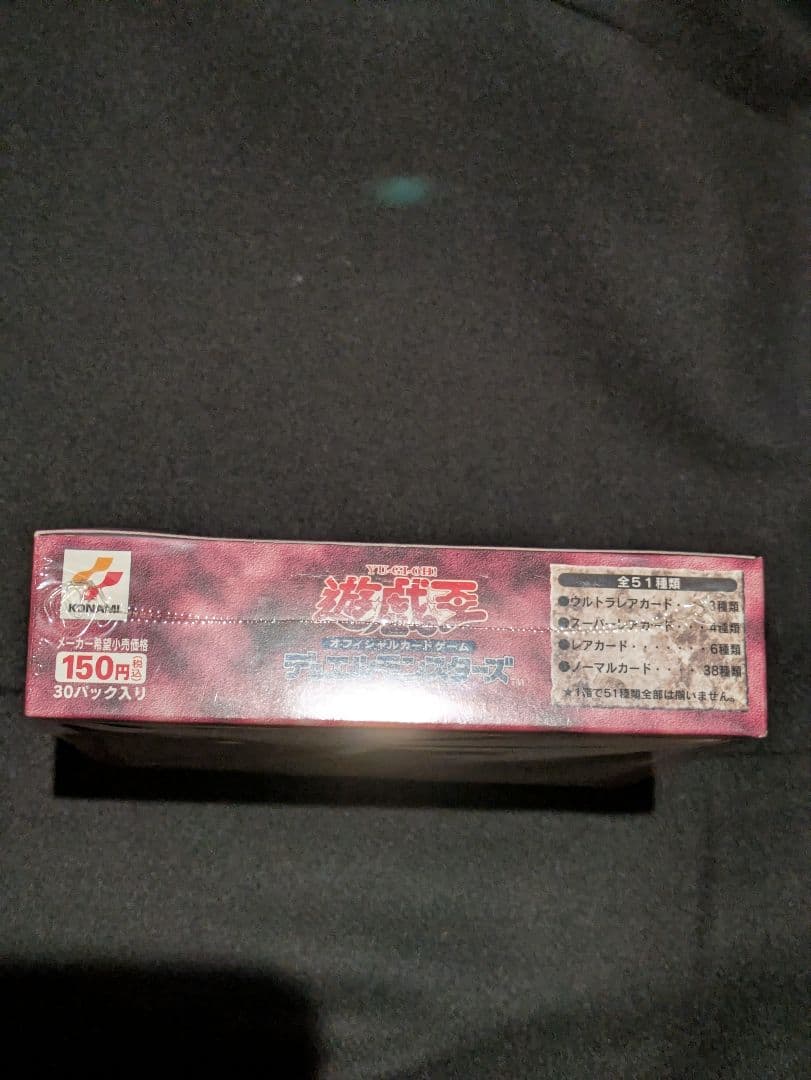 KONAMI
メーカー希望小売価格
150円(税込)
30パック入り
YU-GI-OH!
遊戯王
オフィシャルカードゲーム
デュエルモンスターズ
TM
全51種類
●ウルトラレアカード・・・3種類
●スーパーレアカード・・・4種類
●レアカード・・・・・・6種類
●ノーマルカード・・・・38種類
★1箱で51種類全部は揃いません。